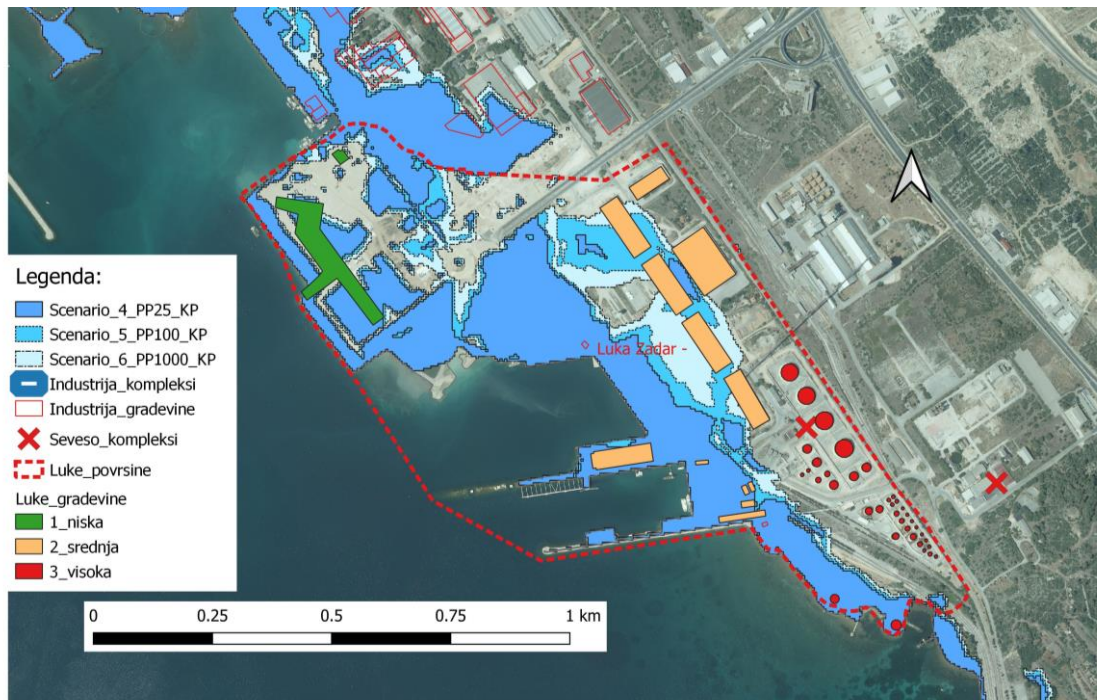 Legenda:
Scenario_4_PP25_KP
Scenario_5_PP100_KP
Scenario_6_PP1000_KP
Industrija_kompleksi
Industrija_gradevine
Seveso_kompleksi
Luke_povrsine
Luke_gradevine
1_niska
2_srednja
3_visoka
Luka Zadar -
0 0.25 0.5 0.75 1 km